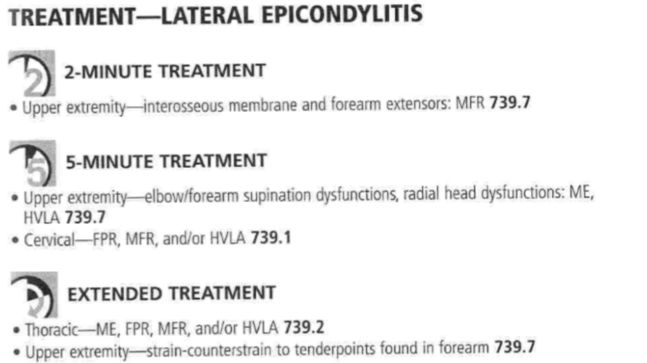 TREATMENT—LATERAL EPICONDYLITIS
2 2-MINUTE TREATMENT
• Upper extremity—interosseous membrane and forearm extensors: MFR 739.7
5 5-MINUTE TREATMENT
• Upper extremity—elbow/forearm supination dysfunctions, radial head dysfunctions: ME,
HVLA 739.7
• Cervical—FPR, MFR, and/or HVLA 739.1
EXTENDED TREATMENT
• Thoracic—ME, FPR, MFR, and/or HVLA 739.2
• Upper extremity—strain-counterstrain to tenderpoints found in forearm 739.7